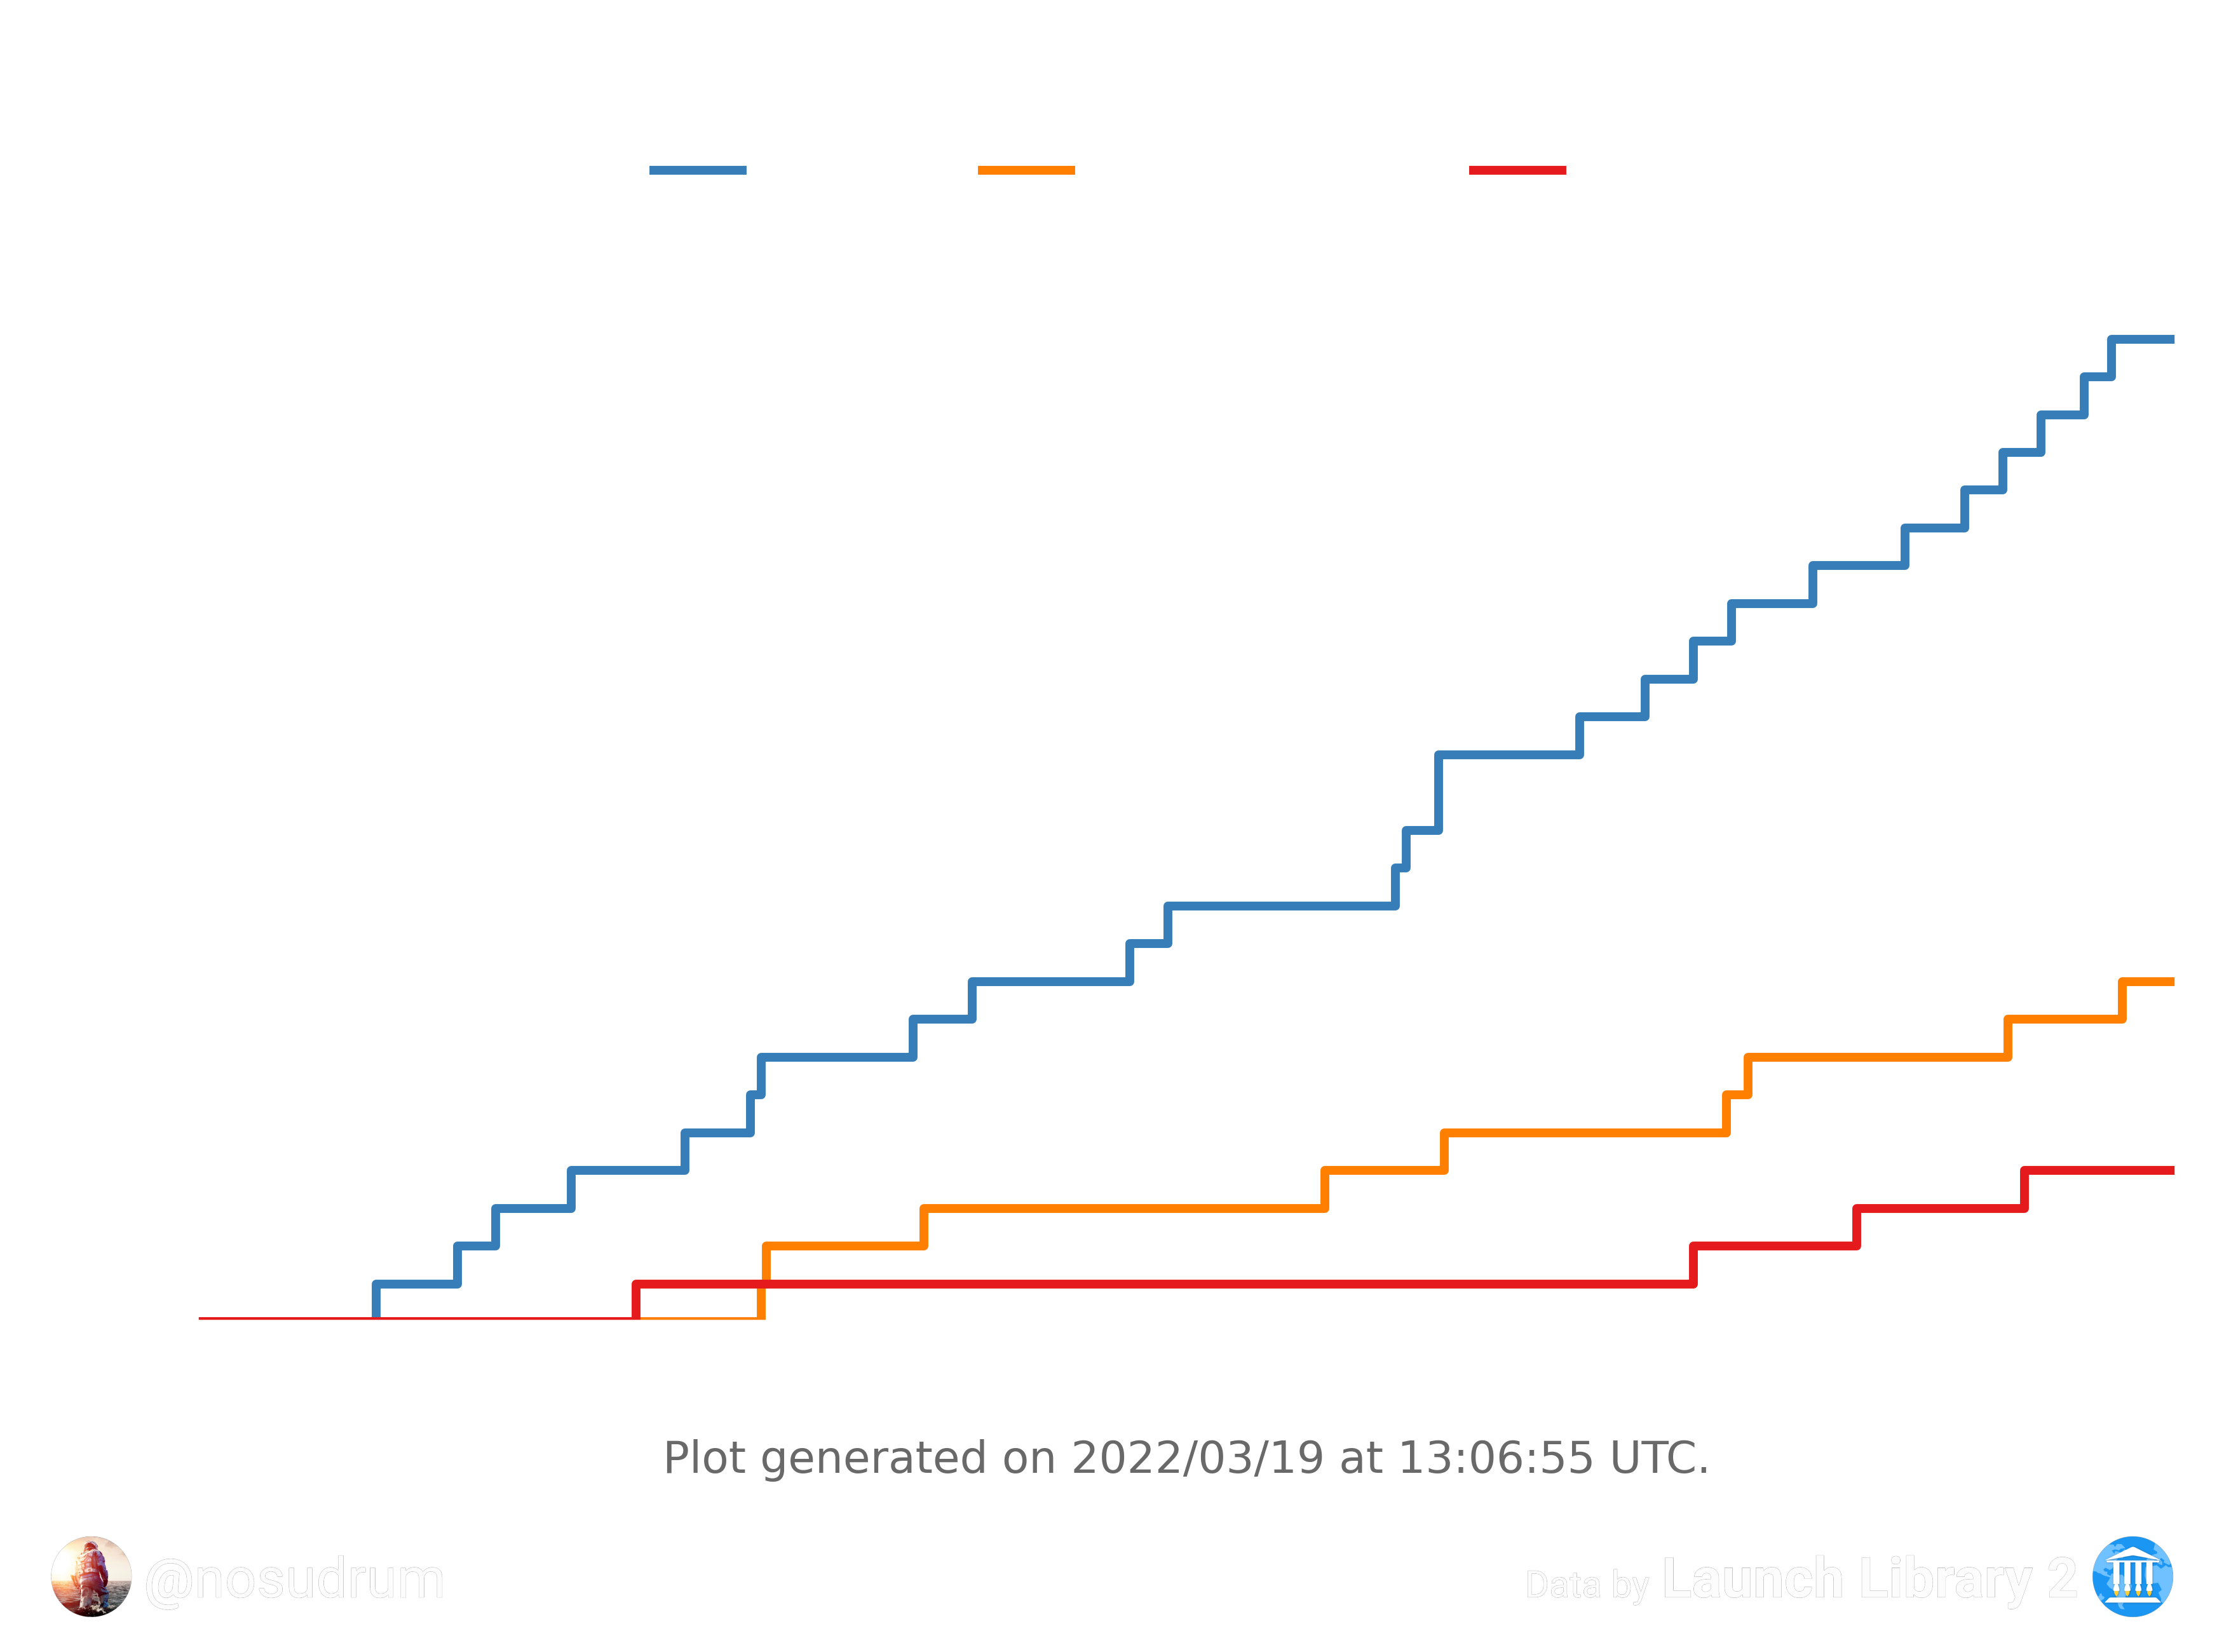 Plot generated on 2022/03/19 at 13:06:55 UTC.
@nosudrum
Data by Launch Library 2